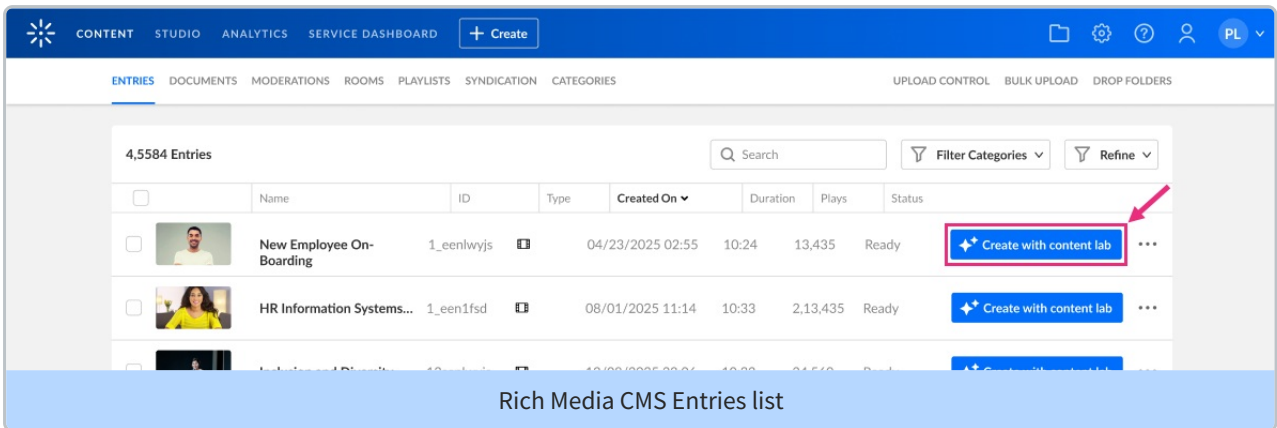 CONTENT STUDIO ANALYTICS SERVICE DASHBOARD + Create PL
ENTRIES DOCUMENTS MODERATIONS ROOMS PLAYLISTS SYNDICATION CATEGORIES UPLOAD CONTROL BULK UPLOAD DROP FOLDERS
4,5584 Entries Search Filter Categories Refine
Name ID Type Created On Duration Plays Status
New Employee On- 1_eenlwyjs 04/23/2025 02:55 10:24 13,435 Ready Create with content lab
Boarding
HR Information Systems... 1_een1fsd 08/01/2025 11:14 10:33 2,13,435 Ready Create with content lab
Rich Media CMS Entries list